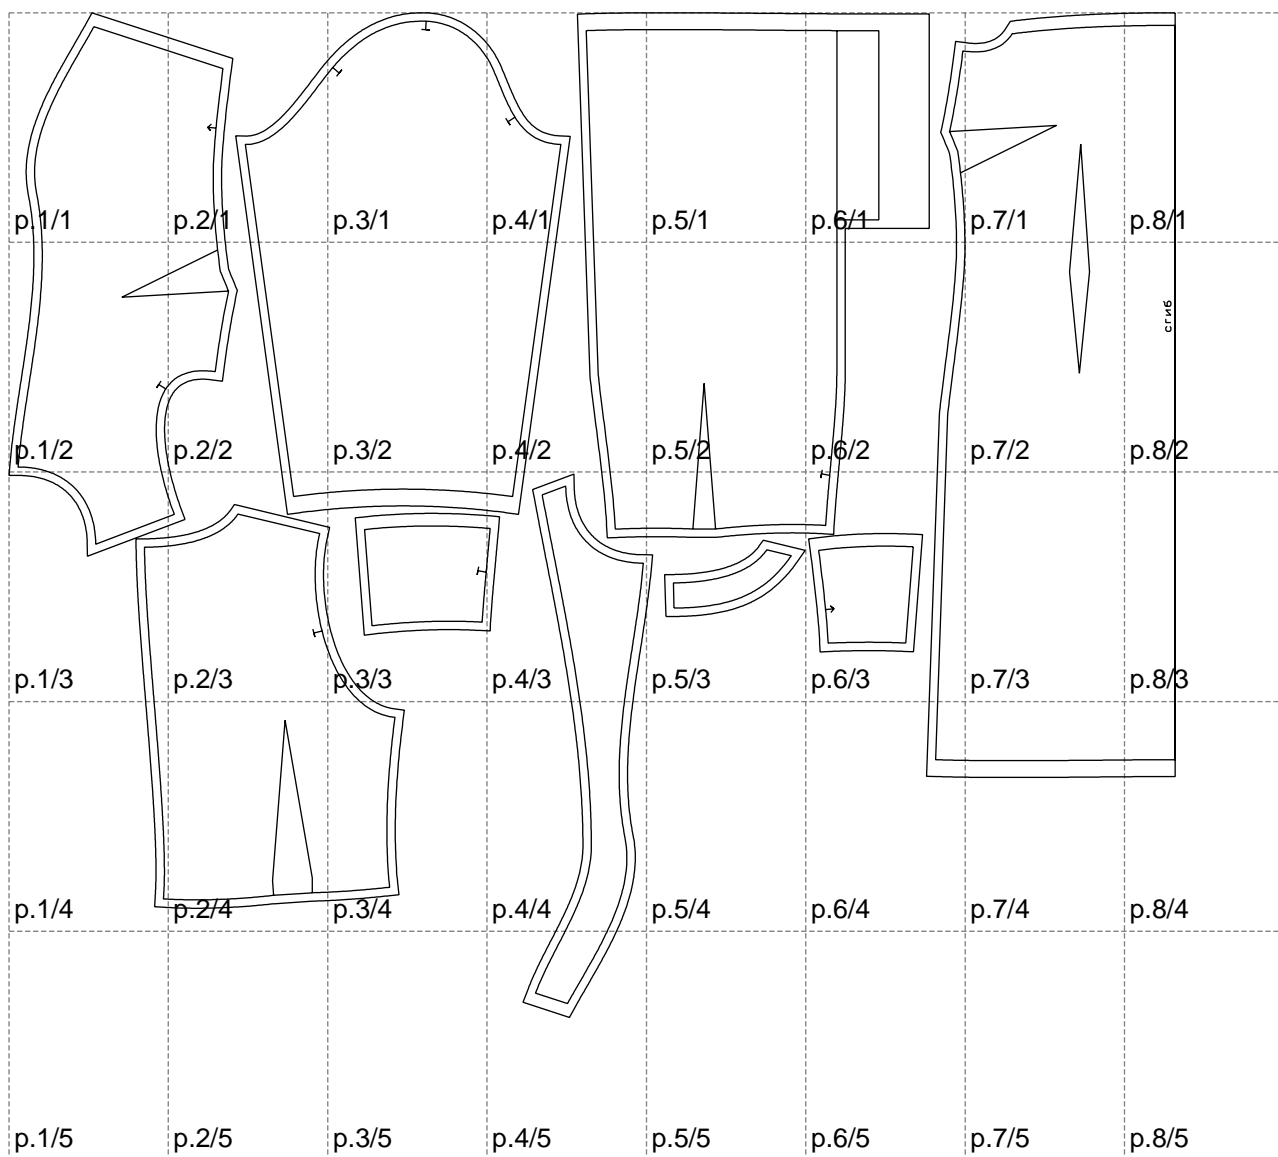 p.1/1 p.2/1 p.3/1 p.4/1 p.5/1 p.6/1 p.7/1 p.8/1
сгиб
p.1/2 p.2/2 p.3/2 p.4/2 p.5/2 p.6/2 p.7/2 p.8/2
p.1/3 p.2/3 p.3/3 p.4/3 p.5/3 p.6/3 p.7/3 p.8/3
p.1/4 p.2/4 p.3/4 p.4/4 p.5/4 p.6/4 p.7/4 p.8/4
p.1/5 p.2/5 p.3/5 p.4/5 p.5/5 p.6/5 p.7/5 p.8/5